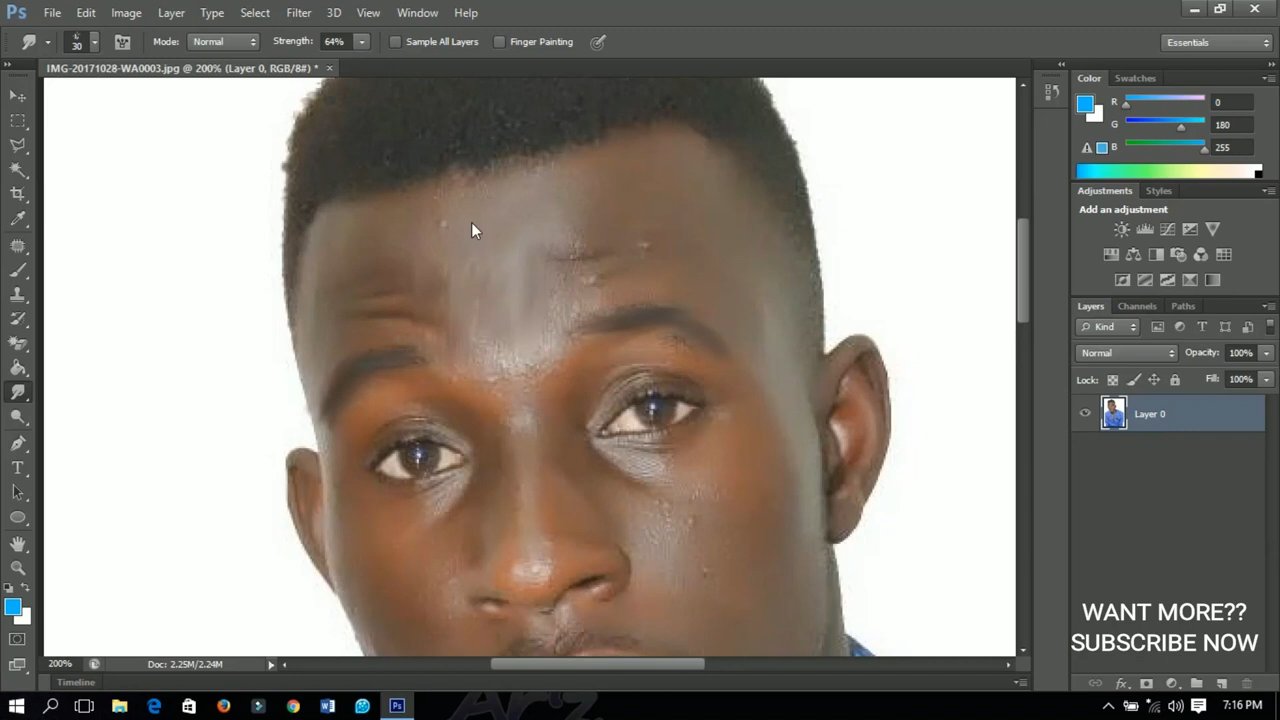 Ps File Edit Image Layer Type Select Filter 3D View Window Help
30 Mode: Normal Strength: 64% Sample All Layers Finger Painting Essentials
IMG-20171028-WA0003.jpg @ 200% (Layer 0, RGB/8#) * ×
Color Swatches
R 0
G 180
B 255
Adjustments Styles
Add an adjustment
Layers Channels Paths
Kind
Normal Opacity: 100%
Lock: Fill: 100%
Layer 0
WANT MORE??
SUBSCRIBE NOW
200% Doc: 2.25M/2.24M
Timeline
7:16 PM